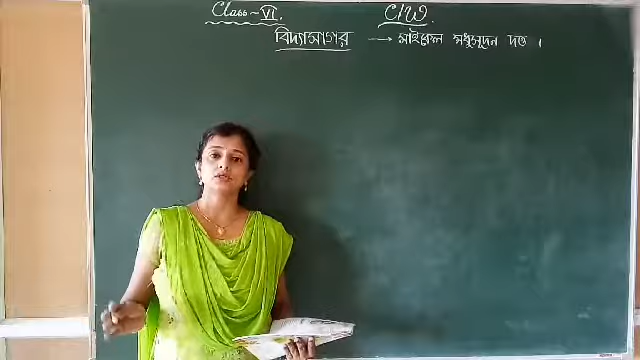 Class - VI. C/W.
বিদ্যাসাগর → মাইকেল মধুসূদন দত্ত ।